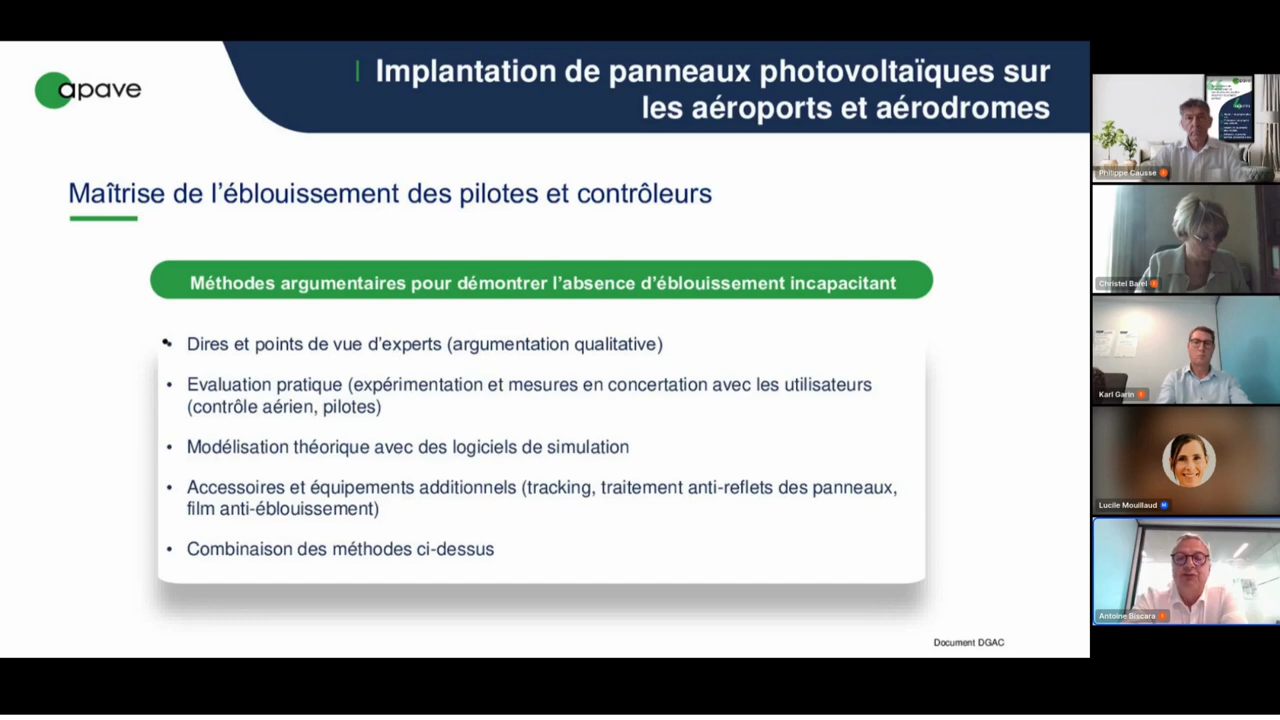 apave
Implantation de panneaux photovoltaïques sur
les aéroports et aérodromes
Maîtrise de l'éblouissement des pilotes et contrôleurs
Méthodes argumentaires pour démontrer l'absence d'éblouissement incapacitant
• Dires et points de vue d'experts (argumentation qualitative)
• Evaluation pratique (expérimentation et mesures en concertation avec les utilisateurs
(contrôle aérien, pilotes)
• Modélisation théorique avec des logiciels de simulation
• Accessoires et équipements additionnels (tracking, traitement anti-reflets des panneaux,
film anti-éblouissement)
• Combinaison des méthodes ci-dessus
Document DGAC
Philippe Causse
Christel Barel
Karl Garin
Lucile Mouillaud
Antoine Biscara